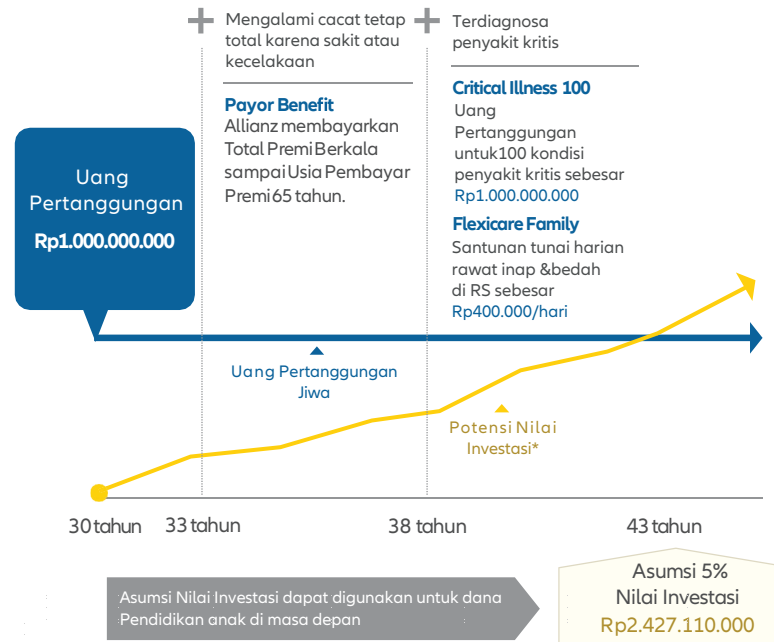 Mengalami cacat tetap
total karena sakit atau
kecelakaan
Payor Benefit
Allianz membayarkan
Total Premi Berkala
sampai Usia Pembayar
Premi 65 tahun.
Terdiagnosa
penyakit kritis
Critical Illness 100
Uang
Pertanggungan
untuk100 kondisi
penyakit kritis sebesar
Rp1.000.000.000
Flexicare Family
Santunan tunai harian
rawat inap &bedah
di RS sebesar
Rp400.000/hari
Uang
Pertanggungan
Rp1.000.000.000
Uang Pertanggungan
Jiwa
Potensi Nilai
Investasi*
30 tahun
33 tahun
38 tahun
43 tahun
Asumsi Nilai Investasi dapat digunakan untuk dana
Pendidikan anak di masa depan
Asumsi 5%
Nilai Investasi
Rp2.427.110.000